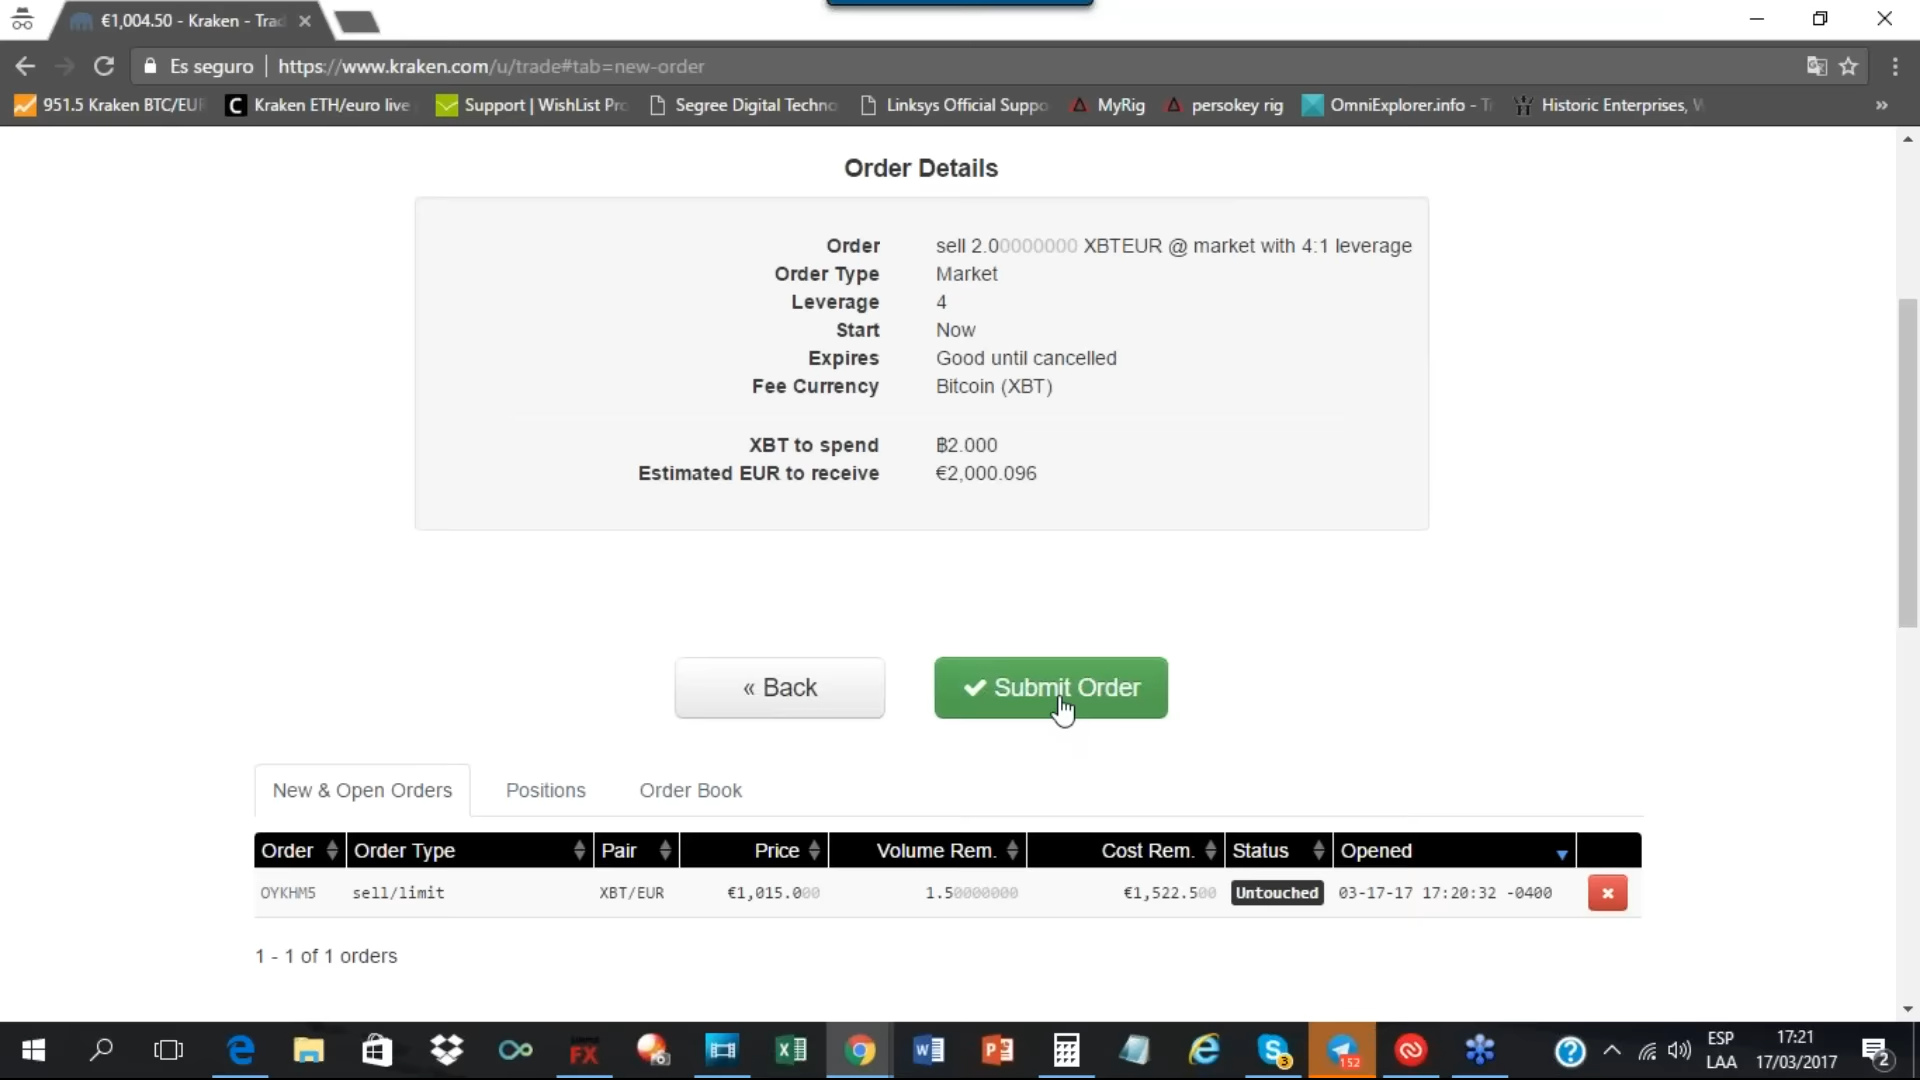 €1,004.50 - Kraken - Trad
Es seguro | https://www.kraken.com/u/trade#tab=new-order
951.5 Kraken BTC/EUR
Kraken ETH/euro live
Support | WishList Pro
Segree Digital Techno
Linksys Official Suppo
MyRig
persokey rig
OmniExplorer.info - T
Historic Enterprises, W
»
Order Details
Order sell 2.00000000 XBTEUR @ market with 4:1 leverage
Order Type Market
Leverage 4
Start Now
Expires Good until cancelled
Fee Currency Bitcoin (XBT)
XBT to spend ฿2.000
Estimated EUR to receive €2,000.096
« Back
Submit Order
New & Open Orders Positions Order Book
Order Order Type Pair Price Volume Rem. Cost Rem. Status Opened
OYKHM5 sell/limit XBT/EUR €1,015.000 1.50000000 €1,522.500 Untouched 03-17-17 17:20:32 -0400
1 - 1 of 1 orders
FX
3
152
ESP
LAA
17:21
17/03/2017
2